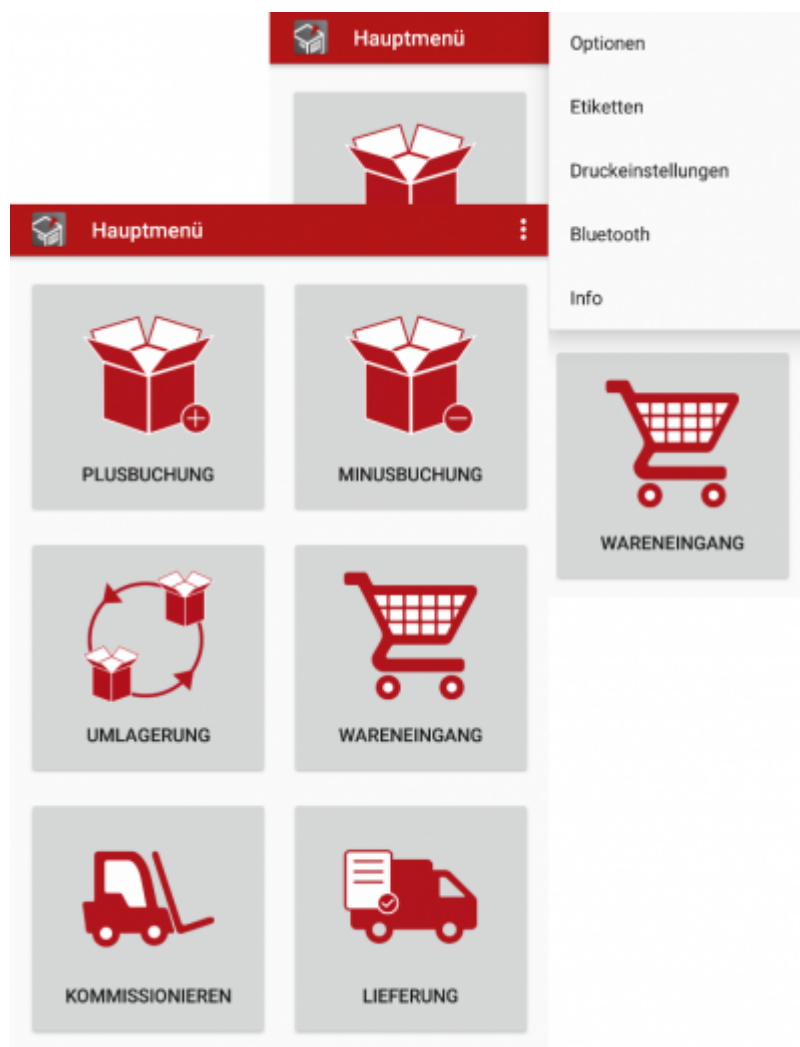 Hauptmenü
Optionen
Etiketten
Druckeinstellungen
Bluetooth
Info
Hauptmenü
PLUSBUCHUNG
MINUSBUCHUNG
WARENEINGANG
UMLAGERUNG
WARENEINGANG
KOMMISSIONIEREN
LIEFERUNG